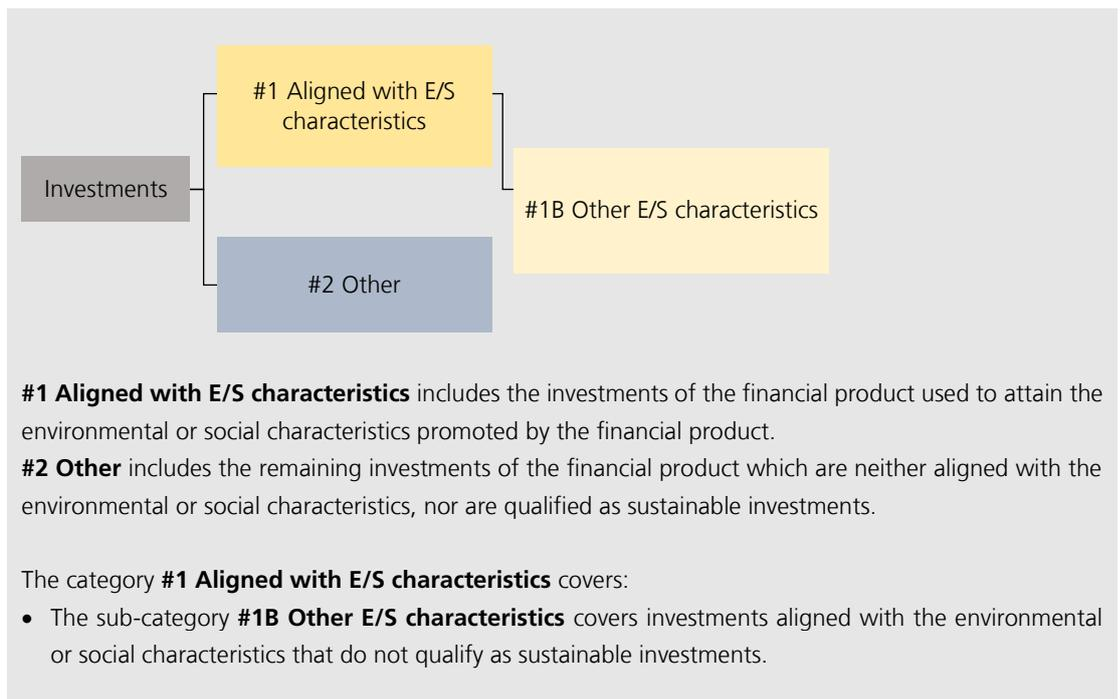 #1 Aligned with E/S
characteristics
Investments
#1B Other E/S characteristics
#2 Other
#1 Aligned with E/S characteristics includes the investments of the financial product used to attain the
environmental or social characteristics promoted by the financial product.
#2 Other includes the remaining investments of the financial product which are neither aligned with the
environmental or social characteristics, nor are qualified as sustainable investments.
The category #1 Aligned with E/S characteristics covers:
• The sub-category #1B Other E/S characteristics covers investments aligned with the environmental
or social characteristics that do not qualify as sustainable investments.